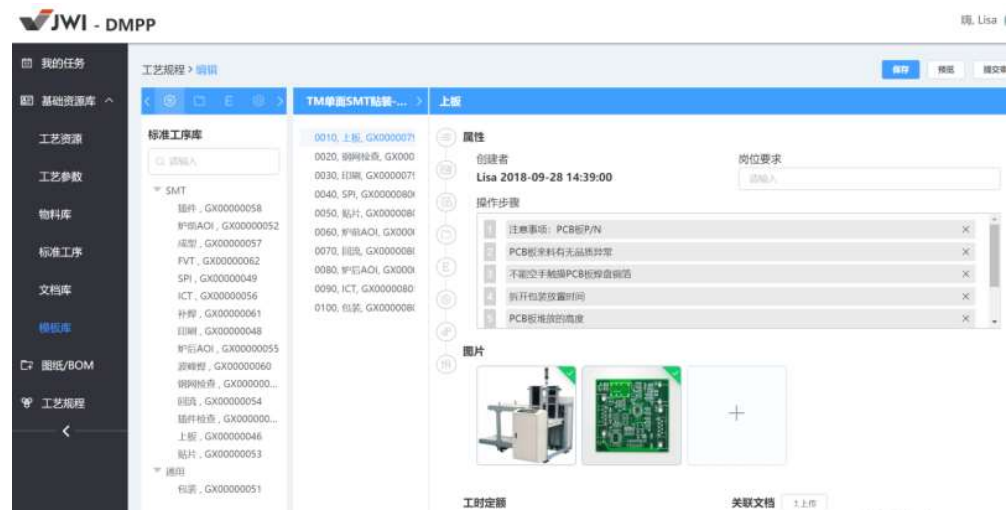 JWI - DMPP
嗨, Lisa
我的任务
基础资源库
工艺资源
工艺参数
物料库
标准工序
文档库
模板库
图纸/BOM
工艺规程
工艺规程 > 编辑
保存
预览
提交审
E
标准工序库
请输入
SMT
插件 , GX00000058
炉前AOI , GX00000052
成型 , GX00000057
FVT , GX00000062
SPI , GX00000049
ICT , GX00000056
补焊 , GX00000061
印刷 , GX00000048
炉后AOI , GX00000055
波峰焊 , GX00000060
钢网检查 , GX000000...
回流 , GX00000054
插件检查 , GX000000...
上板 , GX00000046
贴片 , GX00000053
通用
包装 , GX00000051
TM单面SMT贴装-...
0010, 上板, GX0000079
0020, 钢网检查, GX000
0030, 印刷, GX0000079
0040, SPI, GX0000080
0050, 贴片, GX000008
0060, 炉前AOI, GX000
0070, 回流, GX000008
0080, 炉后AOI, GX000
0090, ICT, GX0000080
0100, 包装, GX000008
上板
E
属性
创建者
Lisa 2018-09-28 14:39:00
岗位要求
请输入
操作步骤
1 注意事项：PCB板P/N
2 PCB板来料有无品质异常
3 不能空手触摸PCB板焊盘铜箔
4 拆开包装放置时间
5 PCB板堆放的高度
图片
工时定额
关联文档
上传